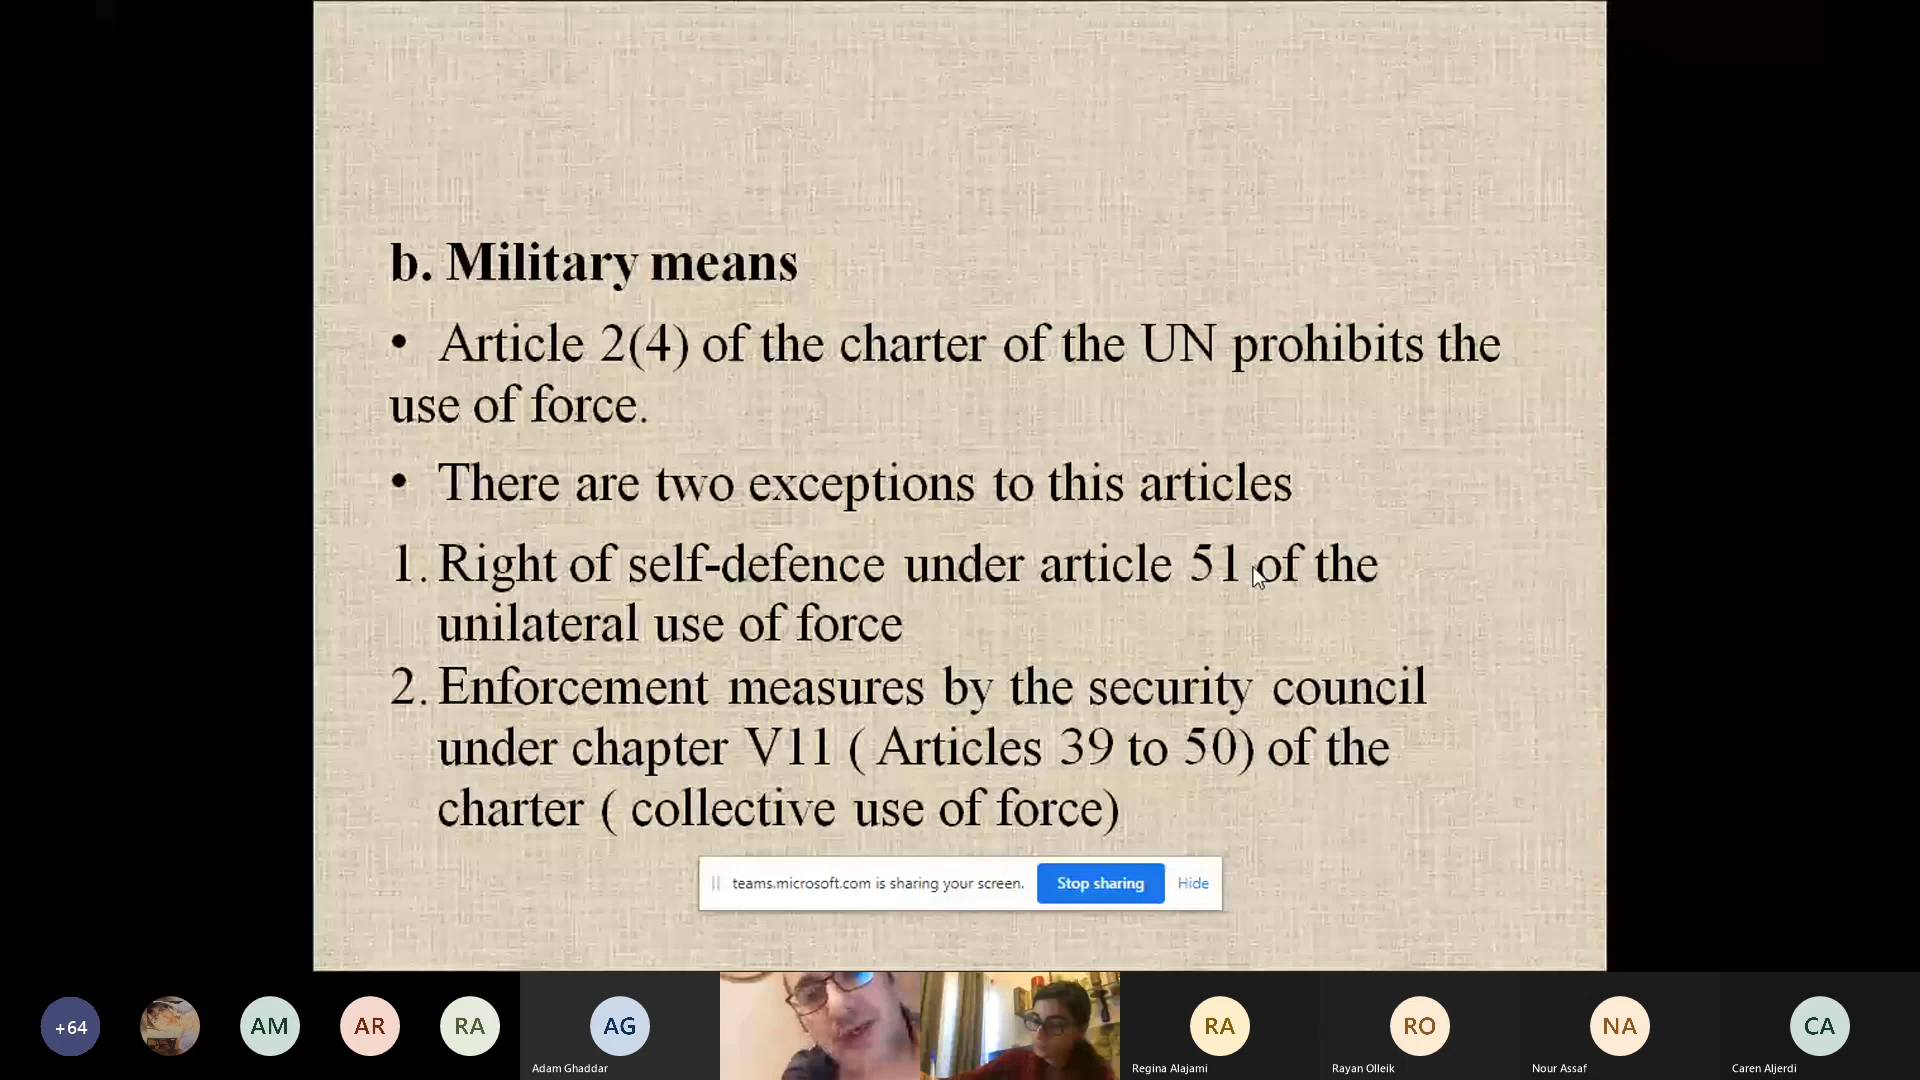 b. Military means
• Article 2(4) of the charter of the UN prohibits the
use of force.
• There are two exceptions to this articles
1. Right of self-defence under article 51 of the
unilateral use of force
2. Enforcement measures by the security council
under chapter V11 ( Articles 39 to 50) of the
charter ( collective use of force)
teams.microsoft.com is sharing your screen. Stop sharing Hide
+64 AM AR RA AG RA RO NA CA
Adam Ghaddar Regina Alajami Rayan Olleik Nour Assaf Caren Aljerdi